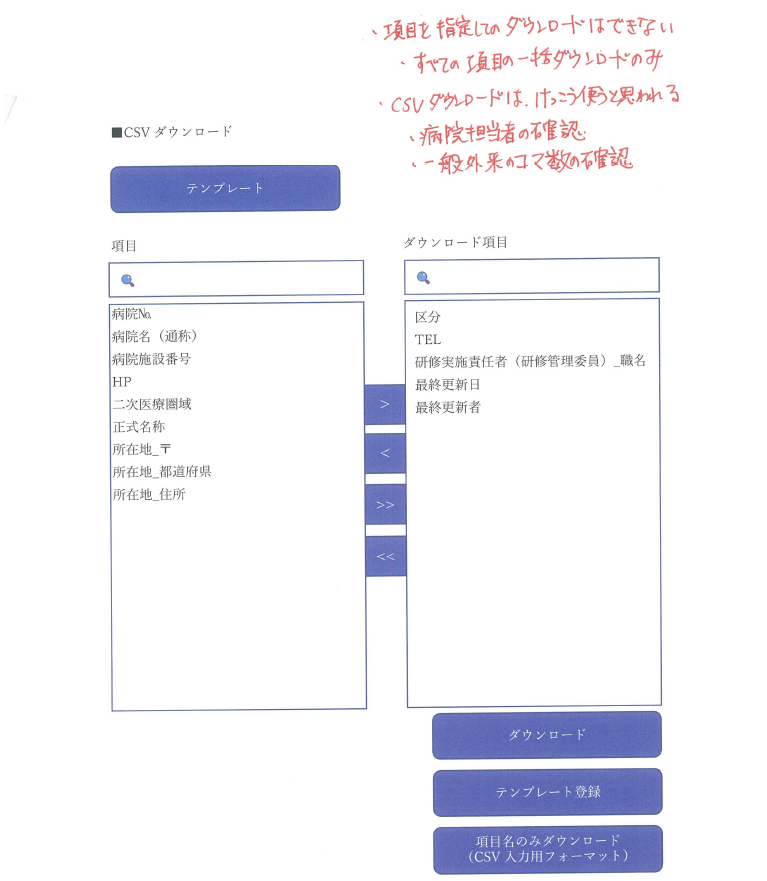 ・項目を指定してのダウンロードはできない
・すべての項目の一括ダウンロードのみ
・CSVダウンロードは、けっこう使うと思われる
・病院担当者の確認
・一般外来のコマ数の確認
■CSV ダウンロード
テンプレート
項目
ダウンロード項目
病院№
病院名（通称）
病院施設番号
HP
二次医療圏域
正式名称
所在地_〒
所在地_都道府県
所在地_住所
>
<
>>
<<
区分
TEL
研修実施責任者（研修管理委員）_職名
最終更新日
最終更新者
ダウンロード
テンプレート登録
項目名のみダウンロード
（CSV 入力用フォーマット）